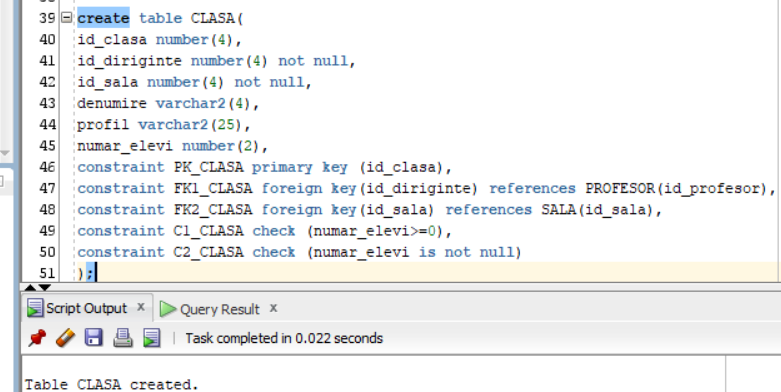 39 create table CLASA(
40 id_clasa number(4),
41 id_diriginte number(4) not null,
42 id_sala number(4) not null,
43 denumire varchar2(4),
44 profil varchar2(25),
45 numar_elevi number(2),
46 constraint PK_CLASA primary key (id_clasa),
47 constraint FK1_CLASA foreign key(id_diriginte) references PROFESOR(id_profesor),
48 constraint FK2_CLASA foreign key(id_sala) references SALA(id_sala),
49 constraint C1_CLASA check (numar_elevi>=0),
50 constraint C2_CLASA check (numar_elevi is not null)
51 );
Script Output x Query Result x
Task completed in 0.022 seconds
Table CLASA created.